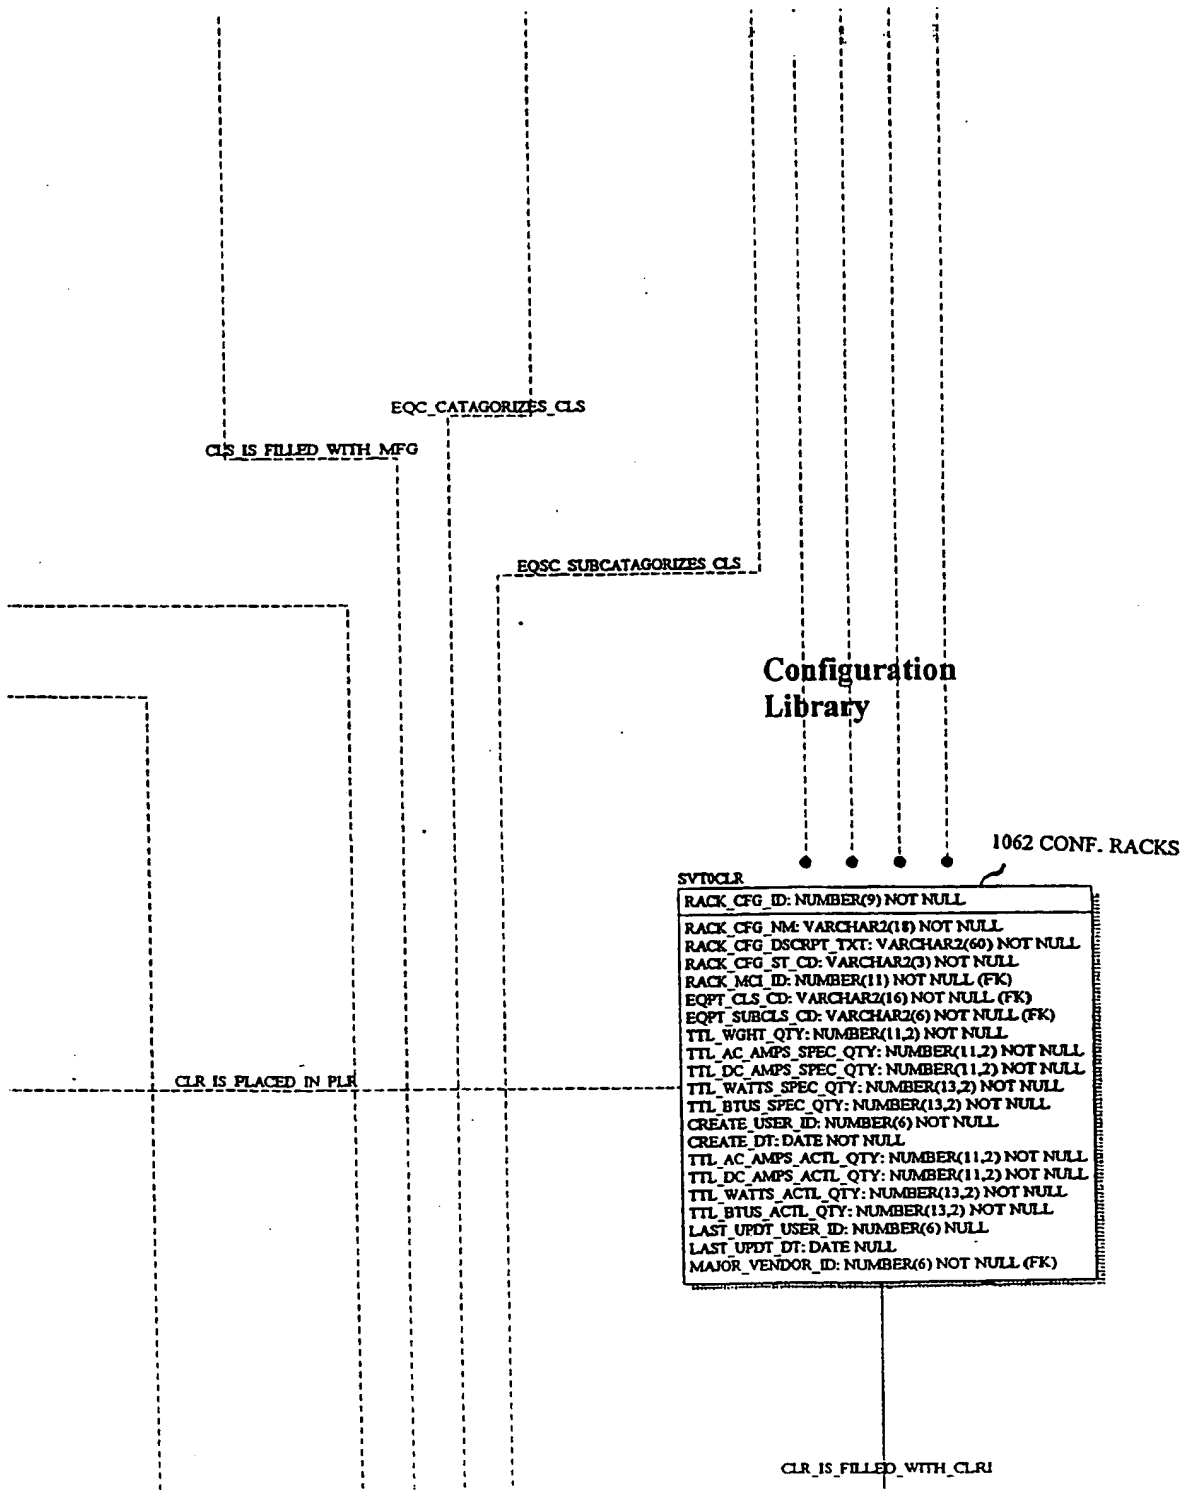 EQC_CATAGORIZES_CLS
CLS_IS_FILLED_WITH_MFG
EQSC_SUBCATAGORIZES_CLS
Configuration
Library
1062 CONF. RACKS
SVT0CLR
RACK_CFG_ID: NUMBER(9) NOT NULL
RACK_CFG_NM: VARCHAR2(18) NOT NULL
RACK_CFG_DSCRPT_TXT: VARCHAR2(60) NOT NULL
RACK_CFG_ST_CD: VARCHAR2(3) NOT NULL
RACK_MCI_ID: NUMBER(11) NOT NULL (FK)
EQPT_CLS_CD: VARCHAR2(16) NOT NULL (FK)
EQPT_SUBCLS_CD: VARCHAR2(6) NOT NULL (FK)
TTL_WGHT_QTY: NUMBER(11,2) NOT NULL
TTL_AC_AMPS_SPEC_QTY: NUMBER(11,2) NOT NULL
TTL_DC_AMPS_SPEC_QTY: NUMBER(11,2) NOT NULL
TTL_WATTS_SPEC_QTY: NUMBER(13,2) NOT NULL
TTL_BTUS_SPEC_QTY: NUMBER(13,2) NOT NULL
CREATE_USER_ID: NUMBER(6) NOT NULL
CREATE_DT: DATE NOT NULL
TTL_AC_AMPS_ACTL_QTY: NUMBER(11,2) NOT NULL
TTL_DC_AMPS_ACTL_QTY: NUMBER(11,2) NOT NULL
TTL_WATTS_ACTL_QTY: NUMBER(13,2) NOT NULL
TTL_BTUS_ACTL_QTY: NUMBER(13,2) NOT NULL
LAST_UPDT_USER_ID: NUMBER(6) NULL
LAST_UPDT_DT: DATE NULL
MAJOR_VENDOR_ID: NUMBER(6) NOT NULL (FK)
CLR_IS_PLACED_IN_PLR
CLR_IS_FILLED_WITH_CLRI